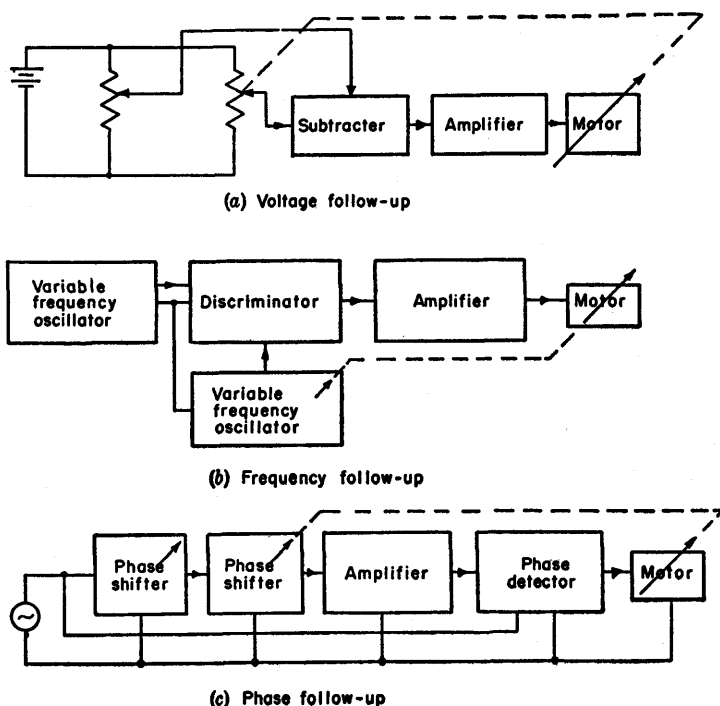 Subtracter
Amplifier
Motor
(a) Voltage follow-up
Variable
frequency
oscillator
Discriminator
Amplifier
Motor
Variable
frequency
oscillator
(b) Frequency follow-up
Phase
shifter
Phase
shifter
Amplifier
Phase
detector
Motor
(c) Phase follow-up